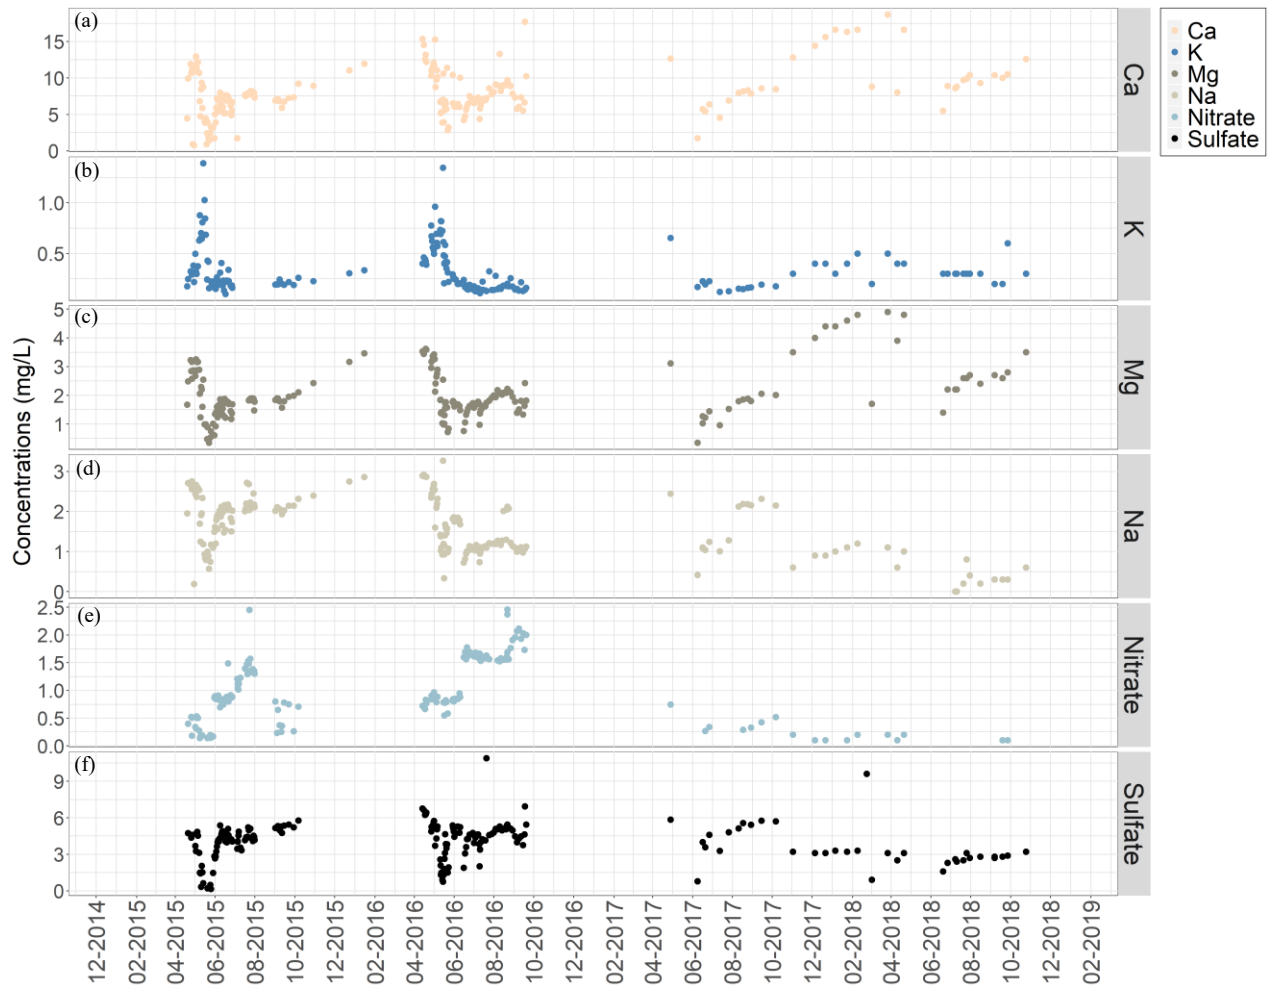 (a)
15
10
5
0
Ca
(b)
1.0
0.5
K
(c)
5
4
3
2
1
Mg
(d)
3
2
1
0
Na
(e)
2.5
2.0
1.5
1.0
0.5
0.0
Nitrate
(f)
9
6
3
0
Sulfate
Concentrations (mg/L)
12-2014
02-2015
04-2015
06-2015
08-2015
10-2015
12-2015
02-2016
04-2016
06-2016
08-2016
10-2016
12-2016
02-2017
04-2017
06-2017
08-2017
10-2017
12-2017
02-2018
04-2018
06-2018
08-2018
10-2018
12-2018
02-2019
Ca
K
Mg
Na
Nitrate
Sulfate